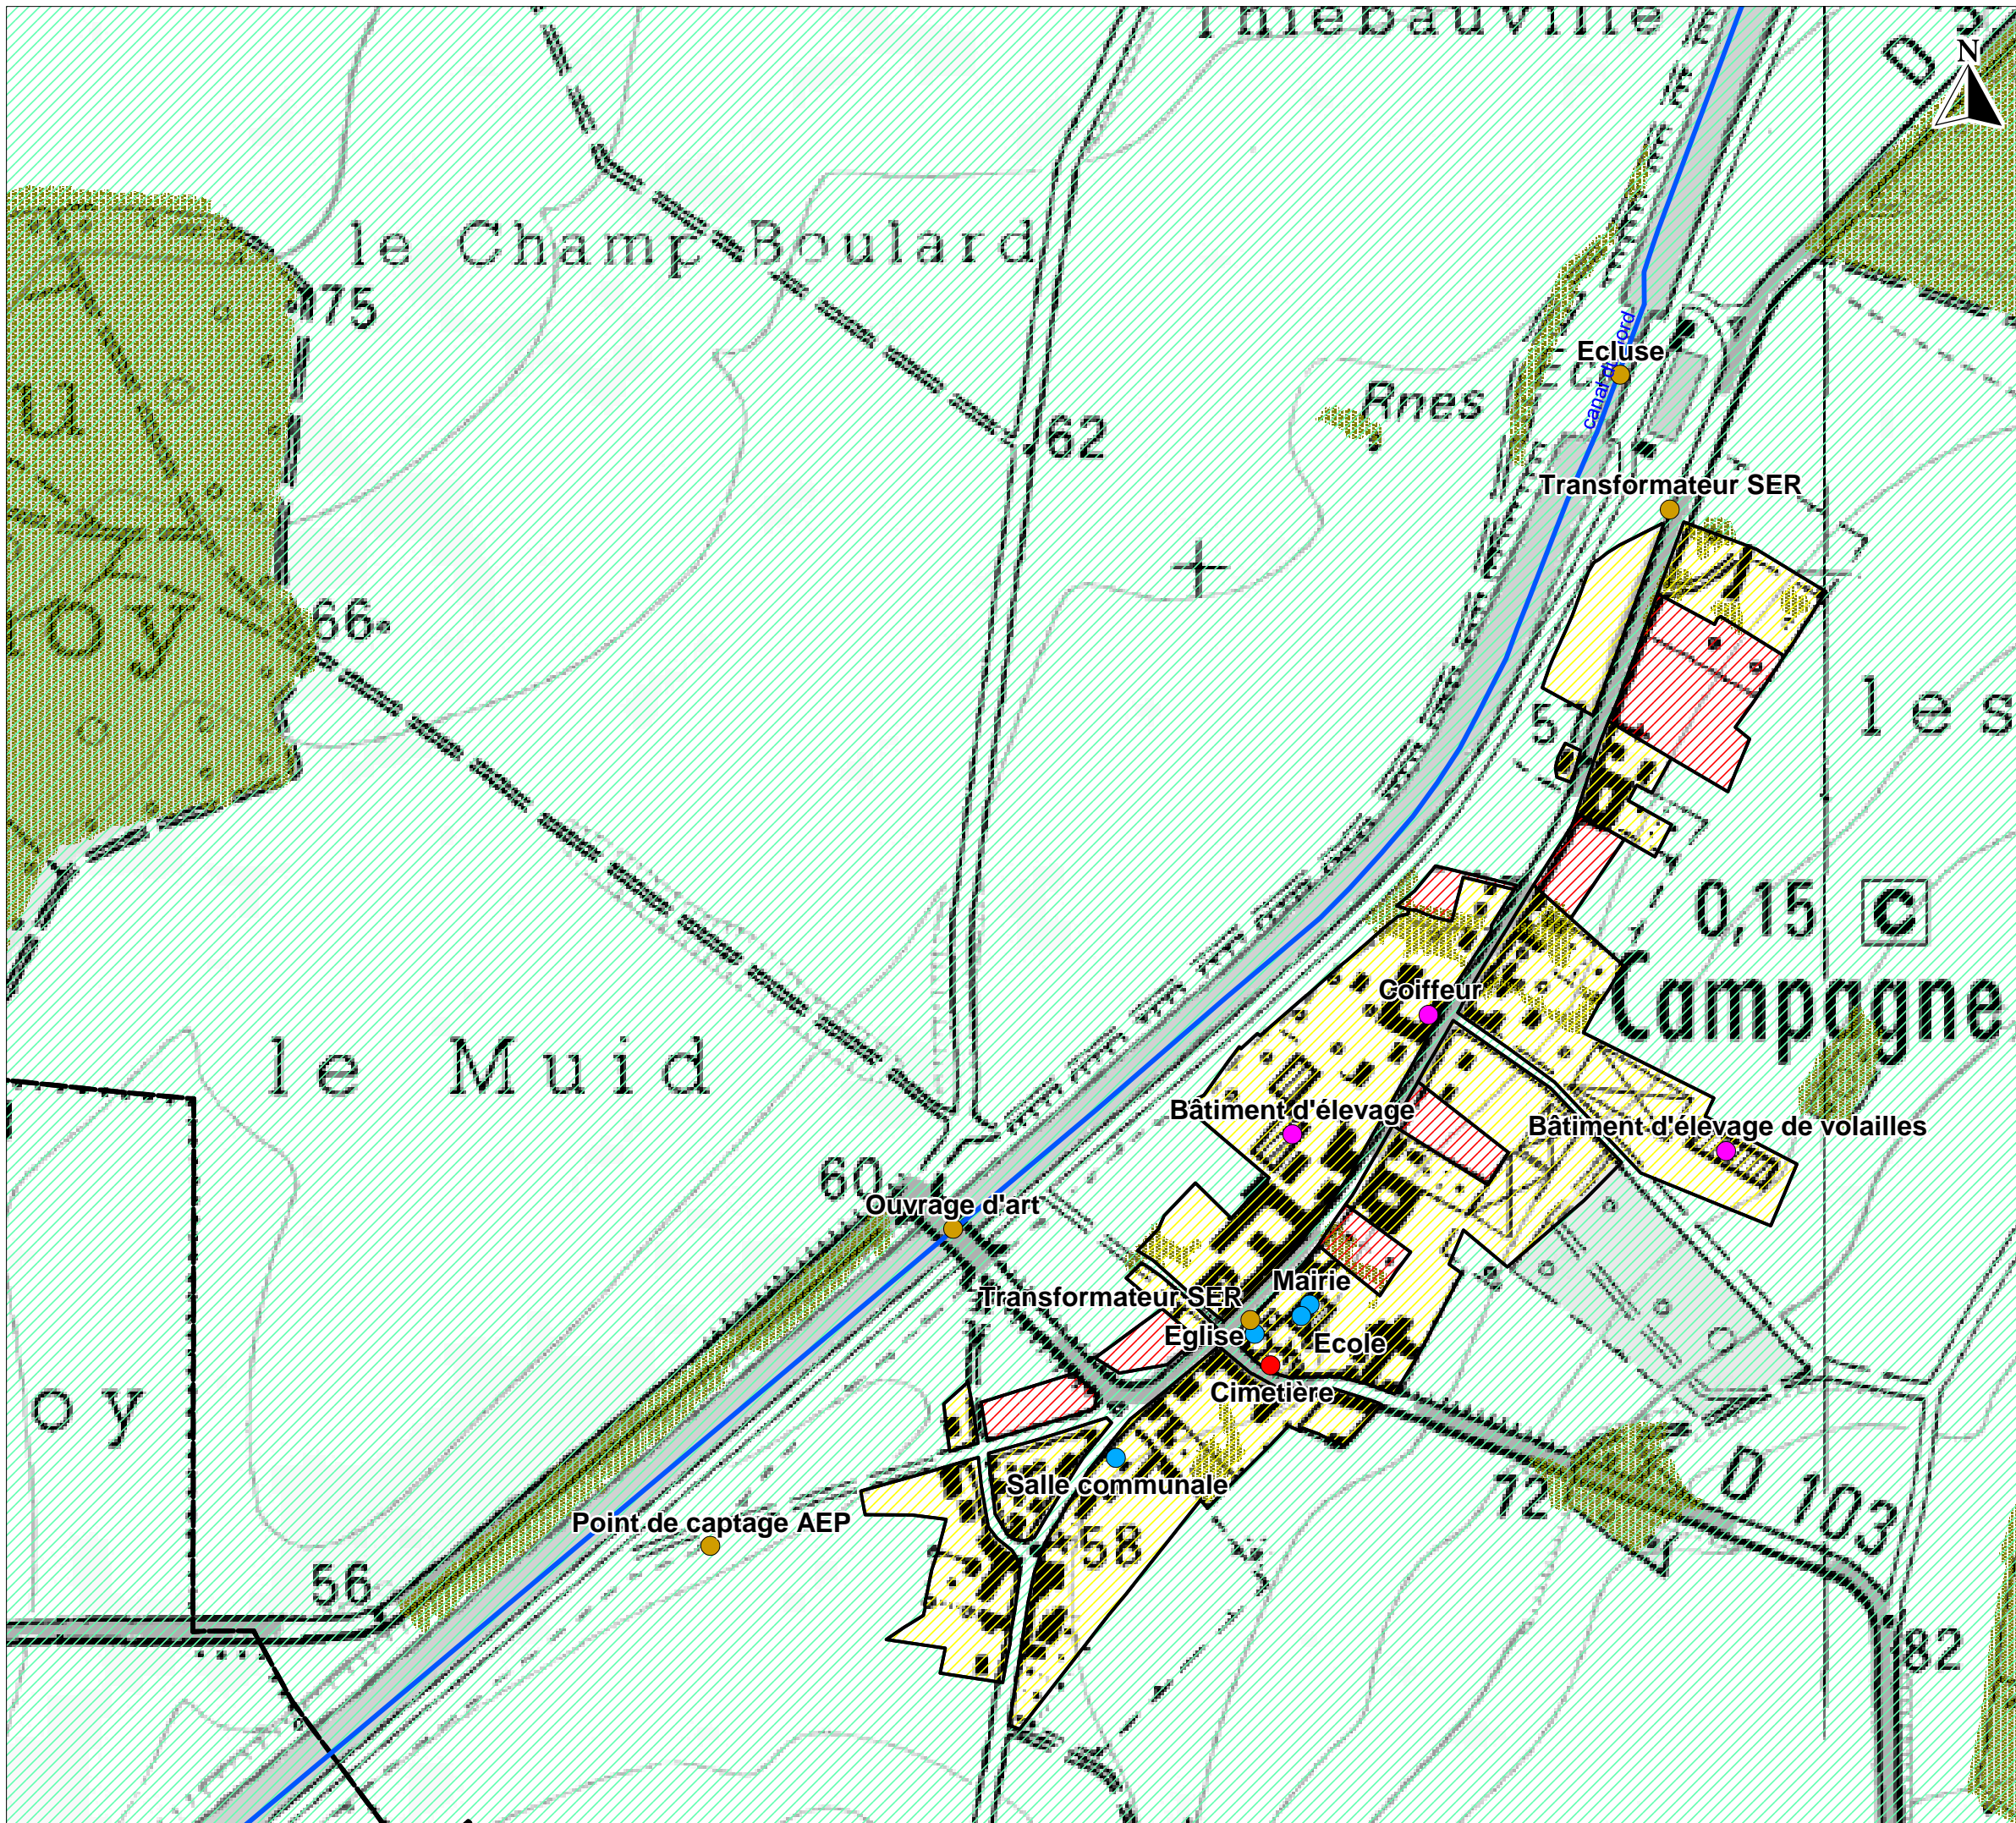 Thiébauville
D
N
le Champ Boulard
75
Ecluse
canal du nord
Rnes
62
Transformateur SER
66
oy
les
57
0,15 C
Campagne
Coiffeur
le Muid
Bâtiment d'élevage
Bâtiment d'élevage de volailles
60
Ouvrage d'art
Mairie
Transformateur SER
Eglise
Ecole
Cimetière
oy
Salle communale
72
D 103
Point de captage AEP
58
56
82